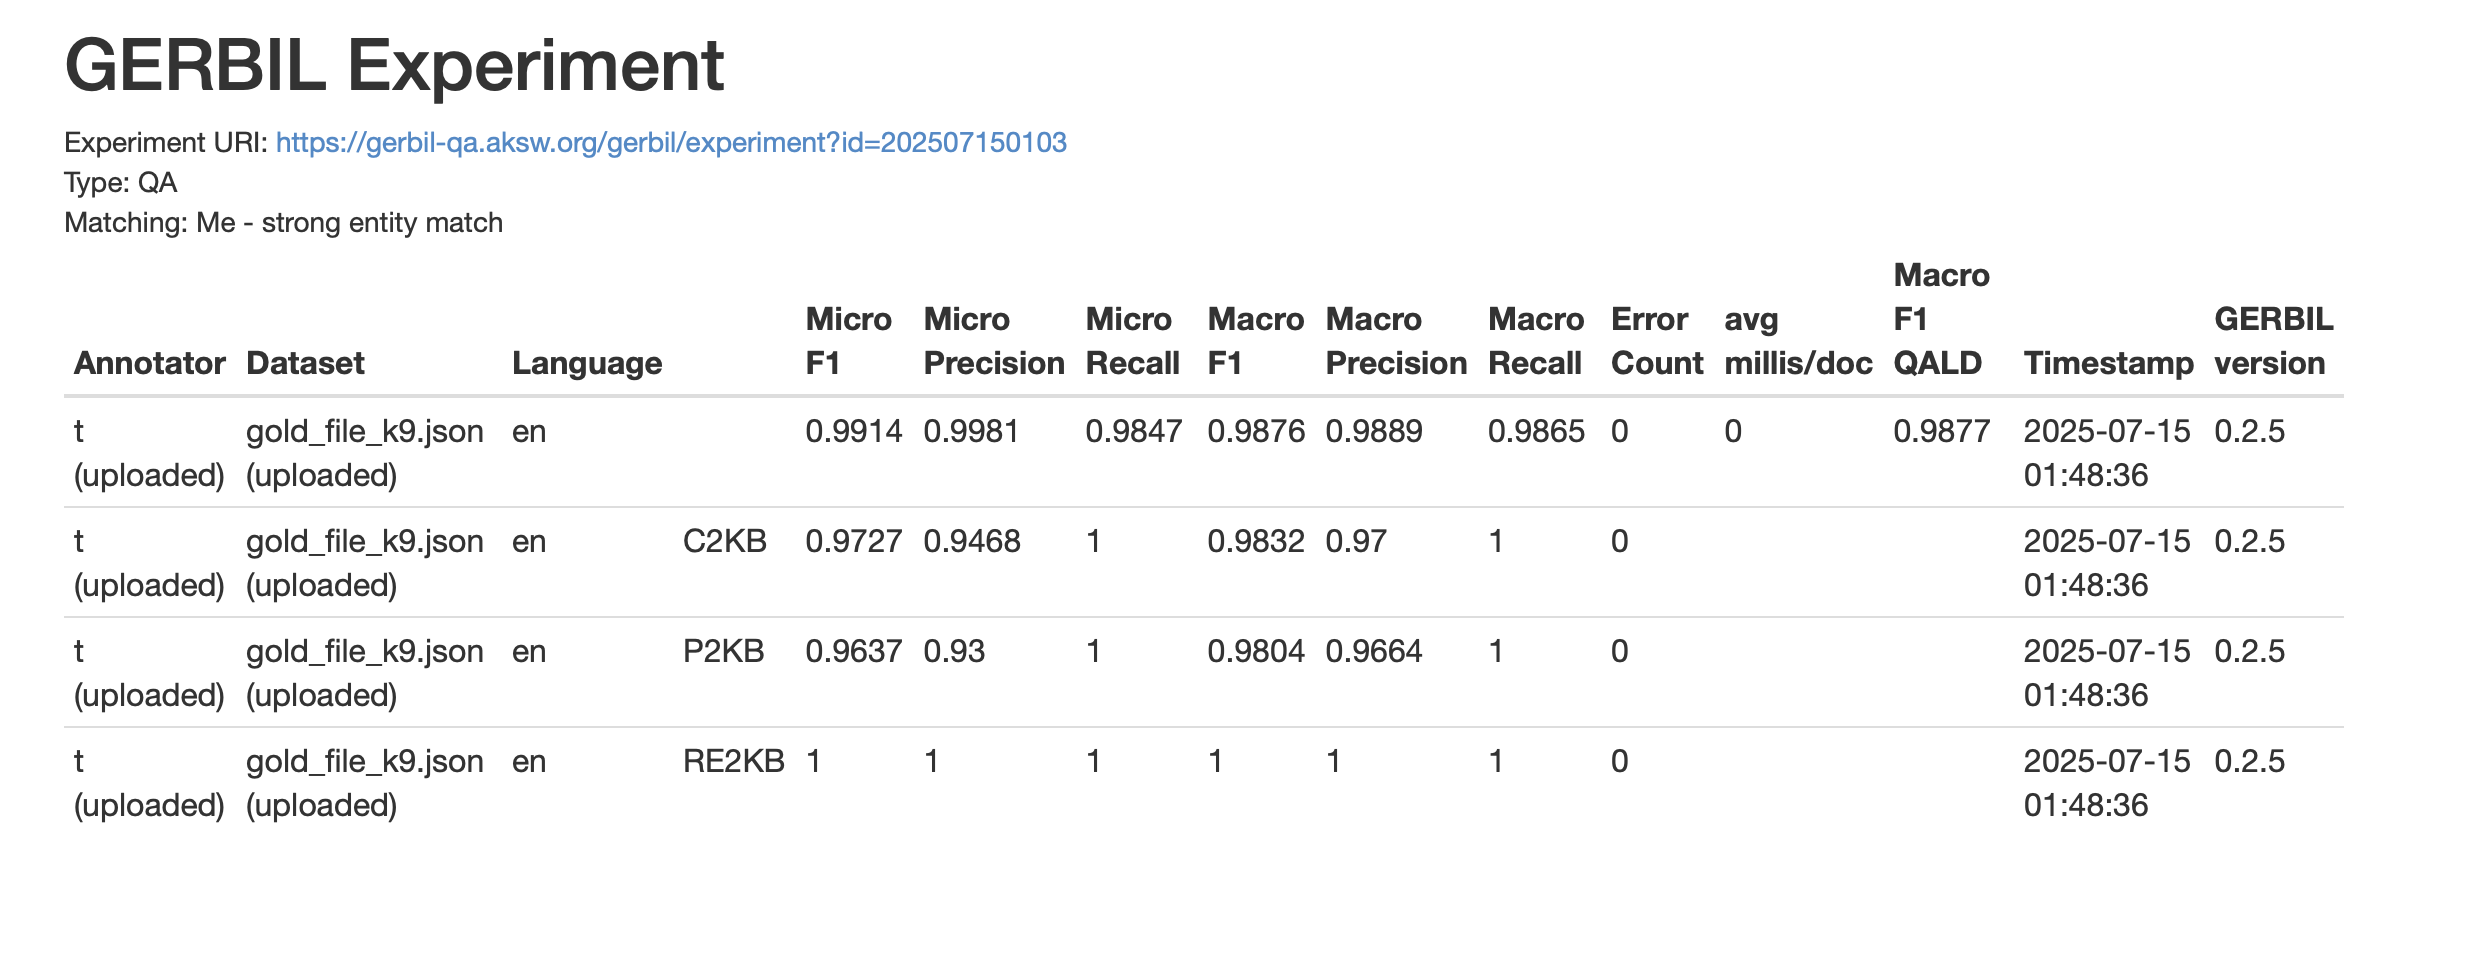 GERBIL Experiment
Experiment URI: https://gerbil-qa.aksw.org/gerbil/experiment?id=202507150103
Type: QA
Matching: Me - strong entity match
Annotator Dataset Language Micro F1 Micro Precision Micro Recall Macro F1 Macro Precision Macro Recall Error Count avg millis/doc Macro F1 QALD Timestamp GERBIL version
t (uploaded) gold_file_k9.json (uploaded) en 0.9914 0.9981 0.9847 0.9876 0.9889 0.9865 0 0 0.9877 2025-07-15 01:48:36 0.2.5
t (uploaded) gold_file_k9.json (uploaded) en C2KB 0.9727 0.9468 1 0.9832 0.97 1 0 2025-07-15 01:48:36 0.2.5
t (uploaded) gold_file_k9.json (uploaded) en P2KB 0.9637 0.93 1 0.9804 0.9664 1 0 2025-07-15 01:48:36 0.2.5
t (uploaded) gold_file_k9.json (uploaded) en RE2KB 1 1 1 1 1 1 0 2025-07-15 01:48:36 0.2.5